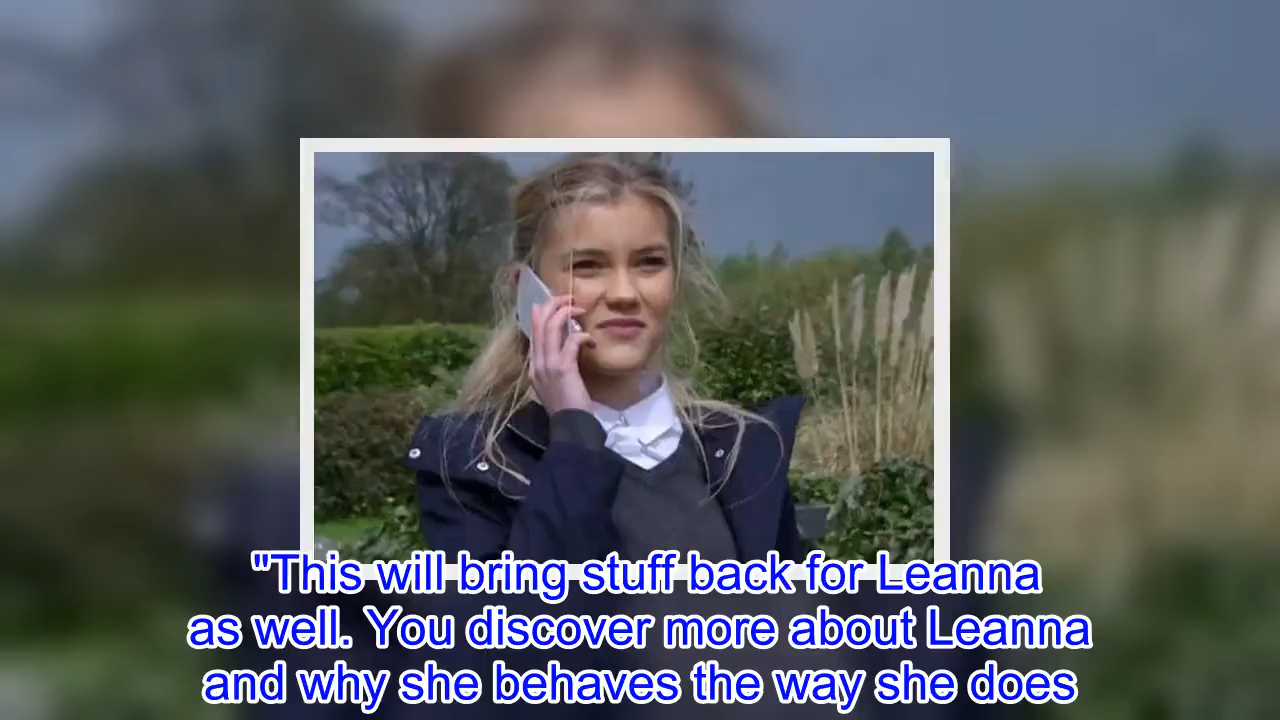 "This will bring stuff back for Leanna
as well. You discover more about Leanna
and why she behaves the way she does